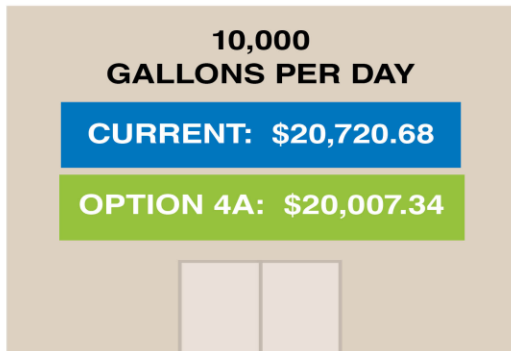 10,000
GALLONS PER DAY
CURRENT: $20,720.68
OPTION 4A: $20,007.34